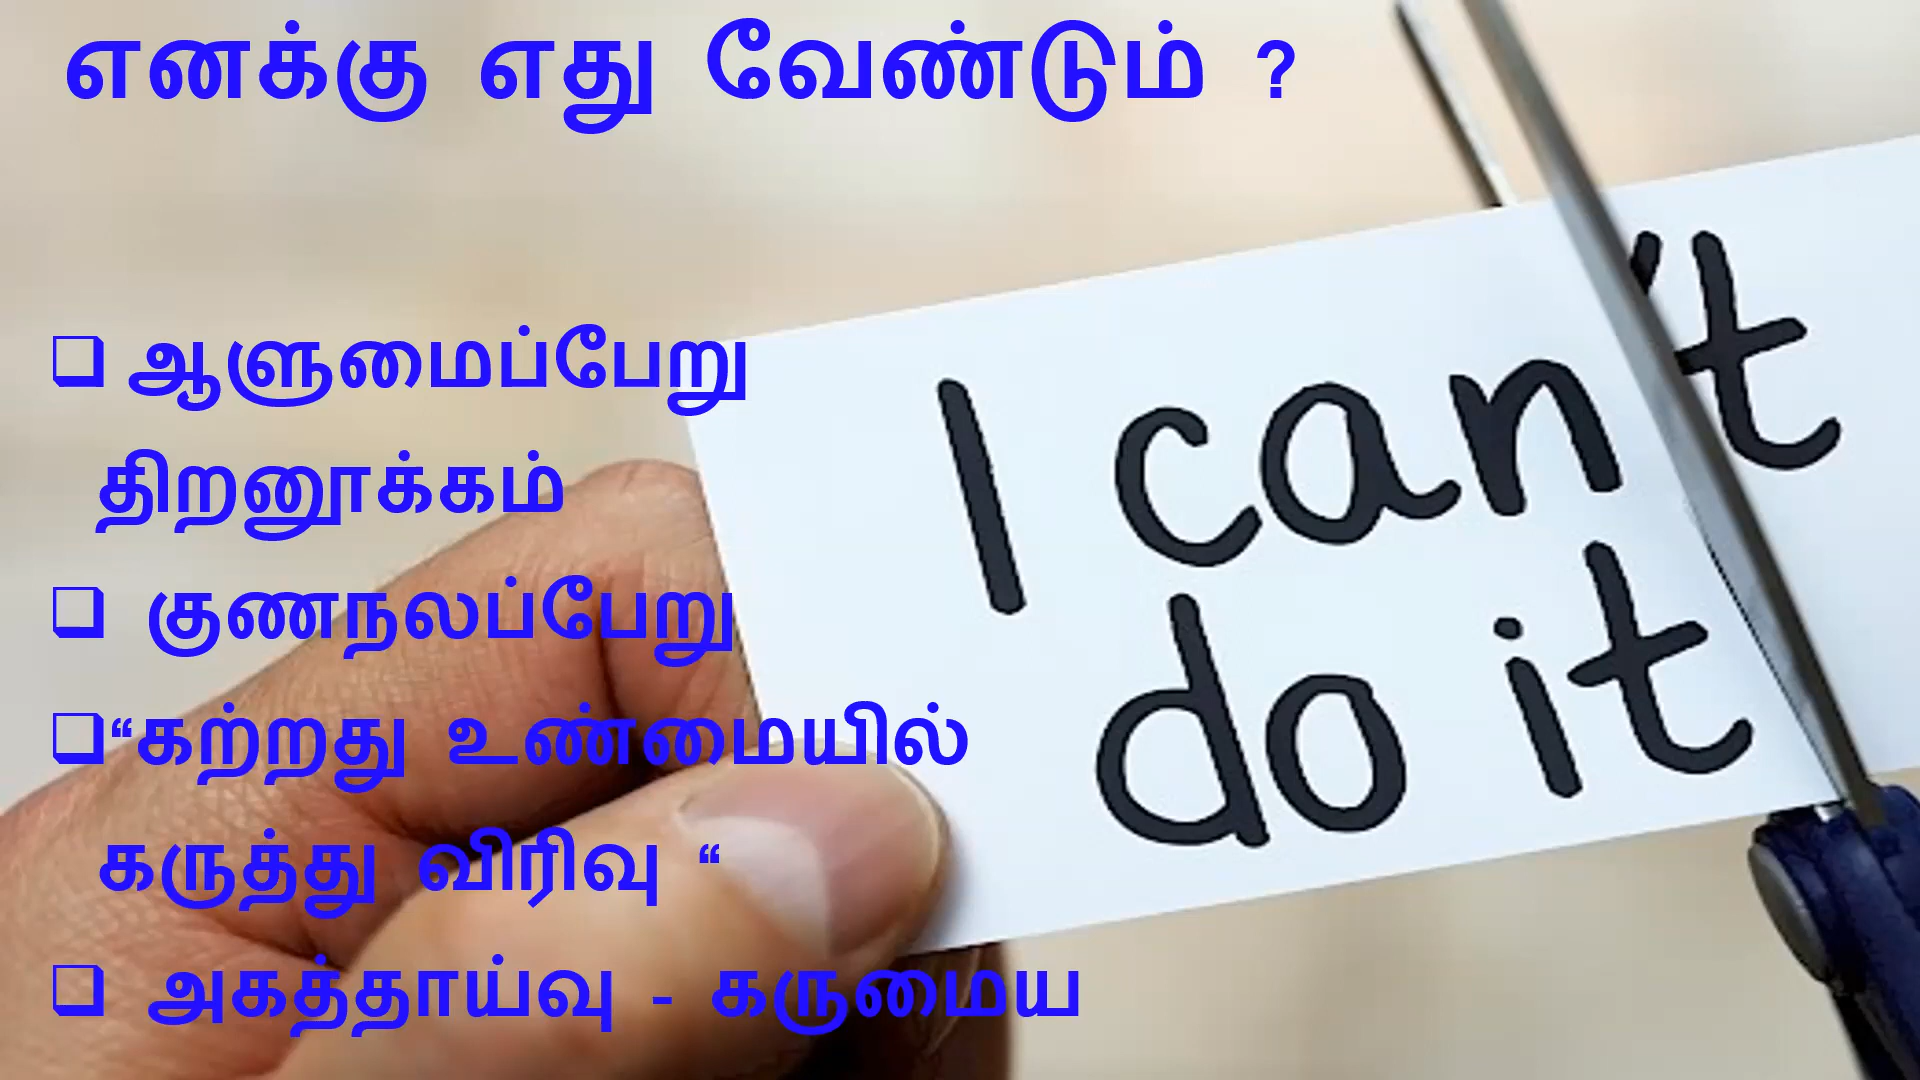 எனக்கு எது வேண்டும் ?
❑ ஆளுமைப்பேறு
திறனூக்கம்
❑ குணநலப்பேறு
❑“கற்றது உண்மையில்
கருத்து விரிவு “
❑ அகத்தாய்வு - கருமைய
I can't
do it